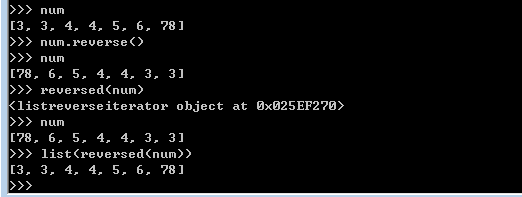 >>> num
[3, 3, 4, 4, 5, 6, 78]
>>> num.reverse()
>>> num
[78, 6, 5, 4, 4, 3, 3]
>>> reversed(num)
<listreverseiterator object at 0x025EF270>
>>> num
[78, 6, 5, 4, 4, 3, 3]
>>> list(reversed(num))
[3, 3, 4, 4, 5, 6, 78]
>>>